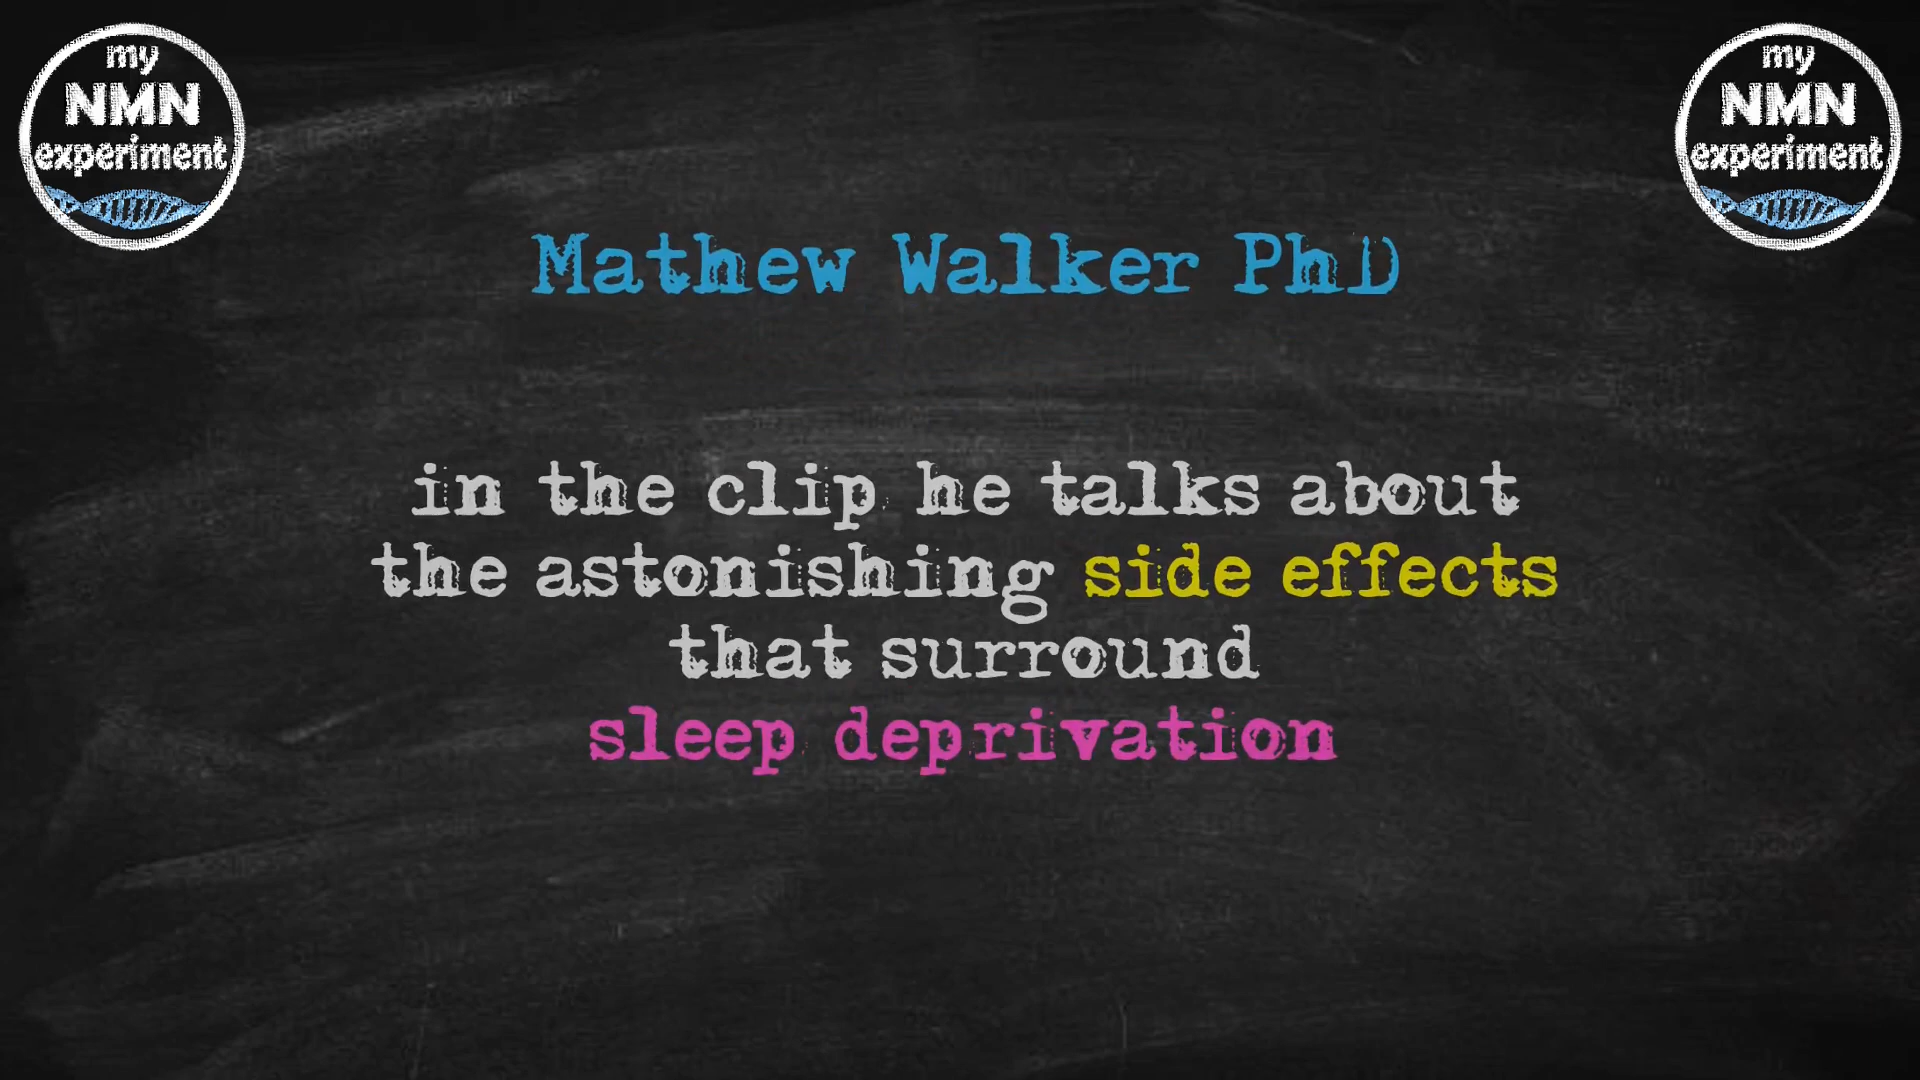 my
NMN
experiment
my
NMN
experiment
Mathew Walker PhD
in the clip he talks about
the astonishing side effects
that surround
sleep deprivation